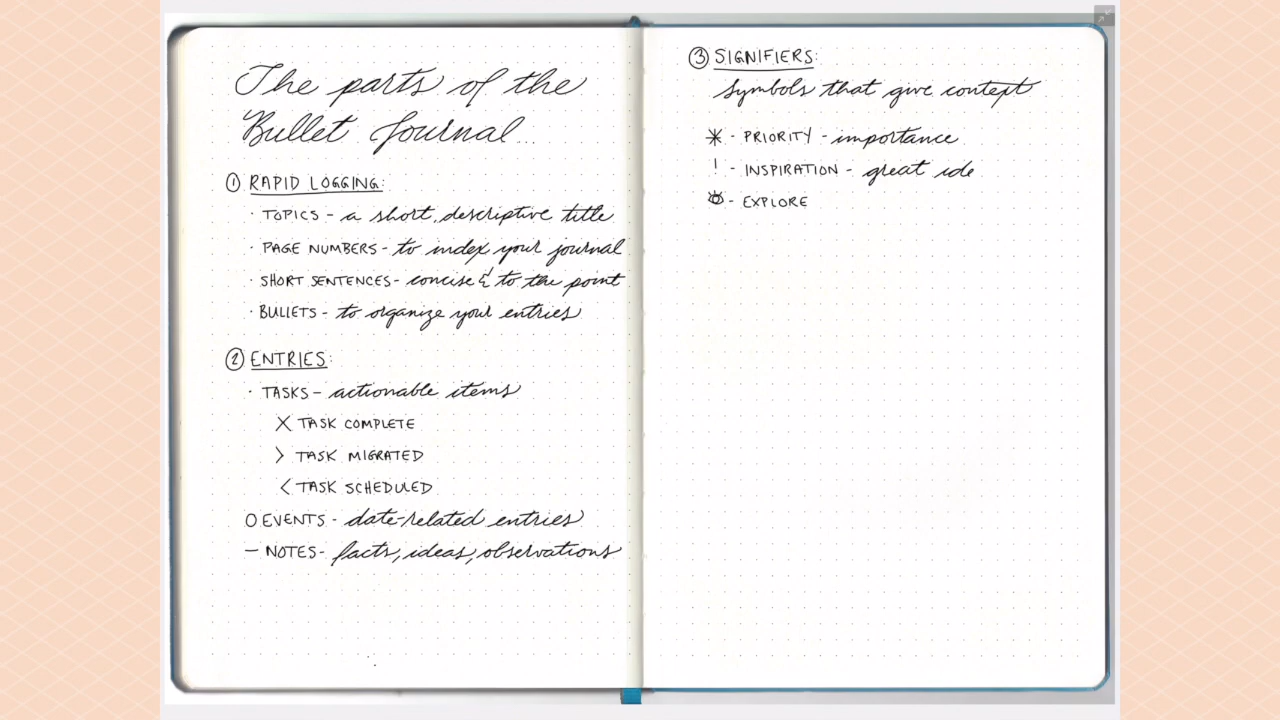 The parts of the
Bullet Journal...
① RAPID LOGGING:
· TOPICS - a short, descriptive title
· PAGE NUMBERS - to index your journal
· SHORT SENTENCES - concise & to the point
· BULLETS - to organize your entries
② ENTRIES:
· TASKS - actionable items
X TASK COMPLETE
> TASK MIGRATED
< TASK SCHEDULED
O EVENTS - date-related entries
— NOTES - facts, ideas, observations
③ SIGNIFIERS:
Symbols that give context
* - PRIORITY - importance
! - INSPIRATION - great ide
- EXPLORE